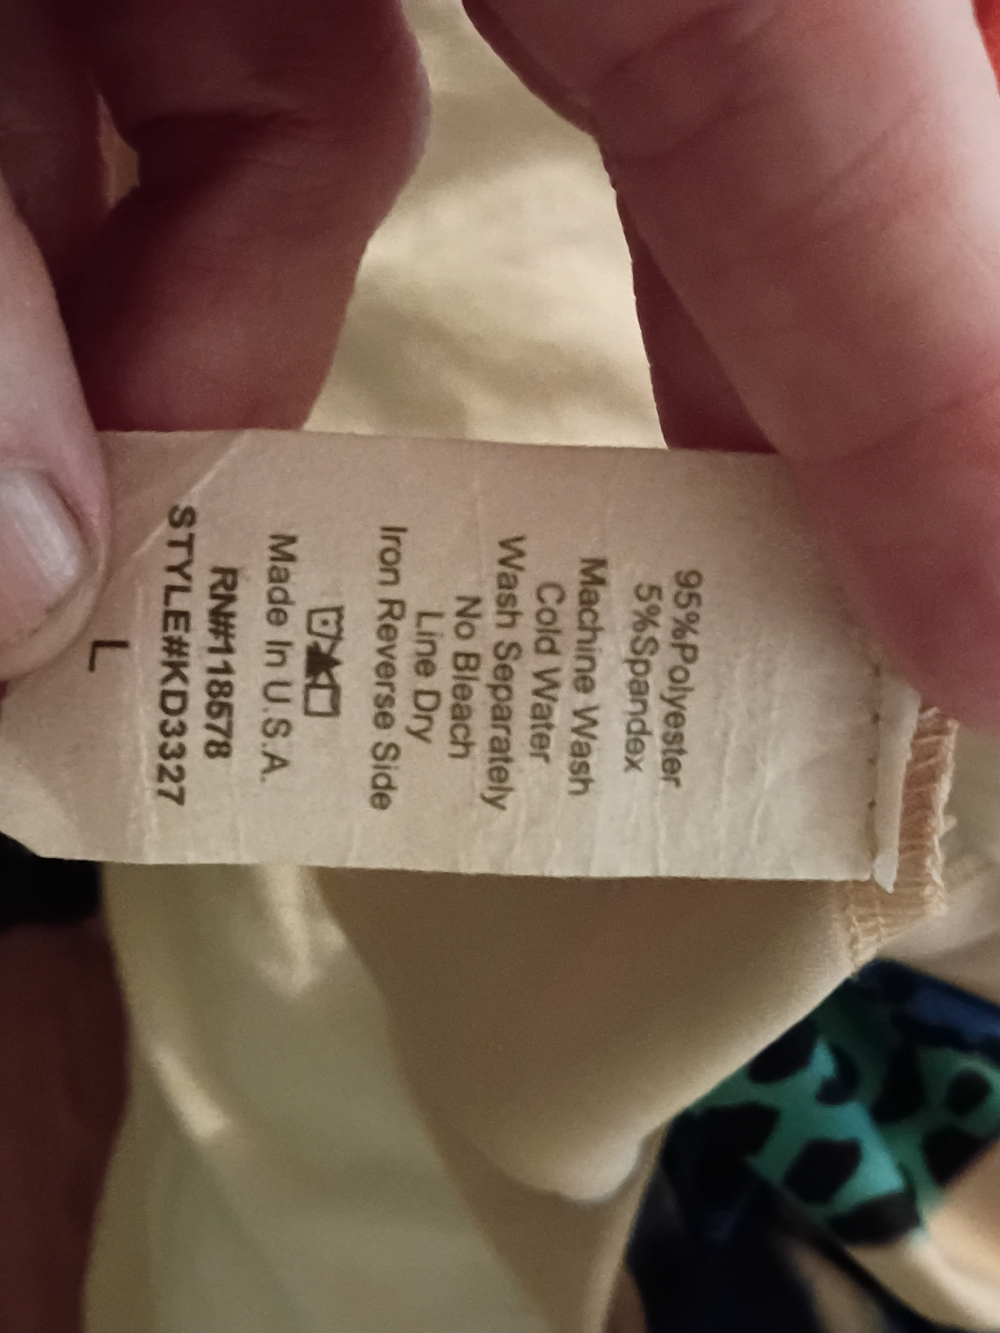 95%Polyester
5%Spandex
Machine Wash
Cold Water
Wash Separately
No Bleach
Line Dry
Iron Reverse Side
Made In U.S.A.
RN#118578
STYLE#KD3327
L